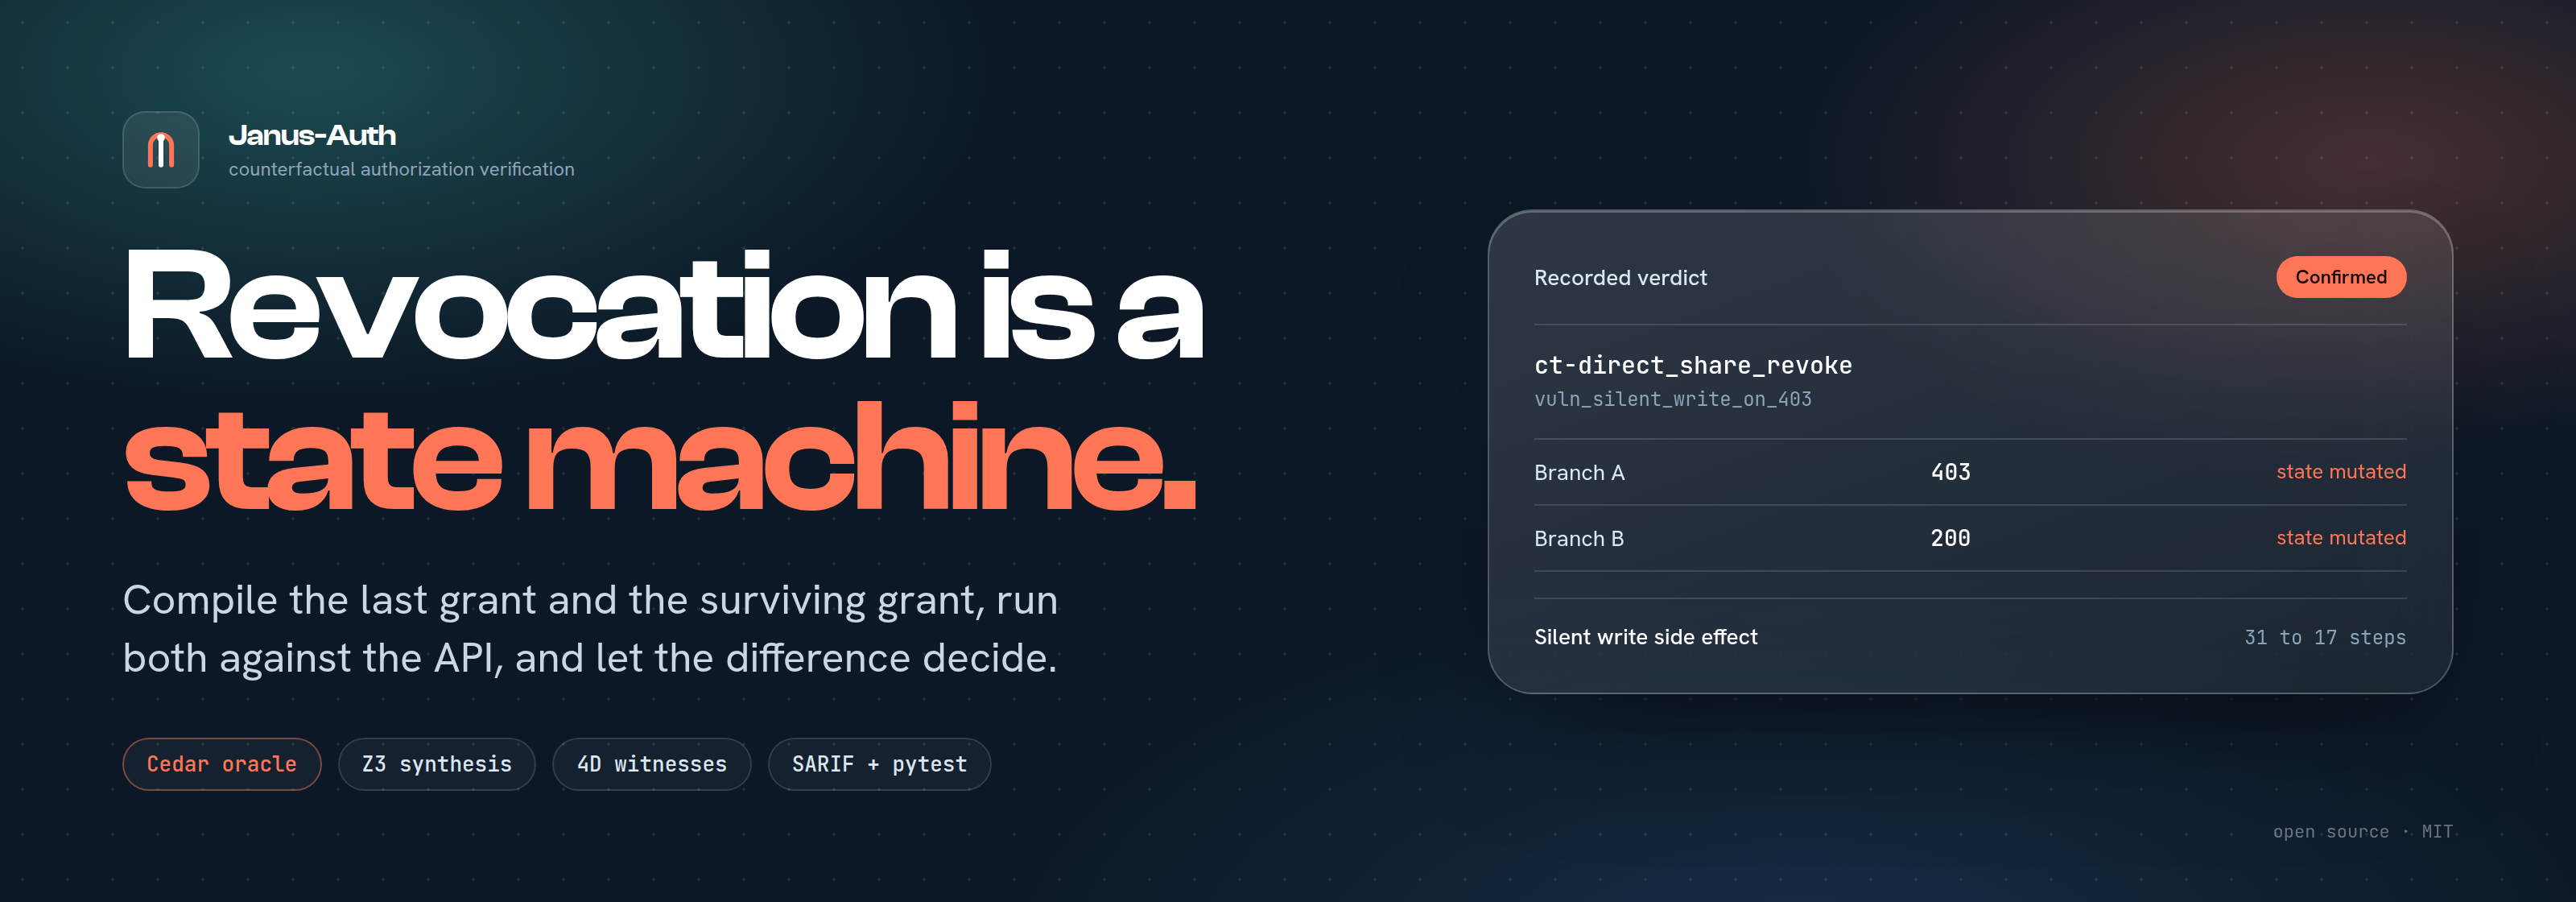 Janus-Auth
counterfactual authorization verification
Revocation is a
state machine.
Compile the last grant and the surviving grant, run
both against the API, and let the difference decide.
Cedar oracle
Z3 synthesis
4D witnesses
SARIF + pytest
Recorded verdict
Confirmed
ct-direct_share_revoke
vuln_silent_write_on_403
Branch A 403 state mutated
Branch B 200 state mutated
Silent write side effect 31 to 17 steps
open source · MIT